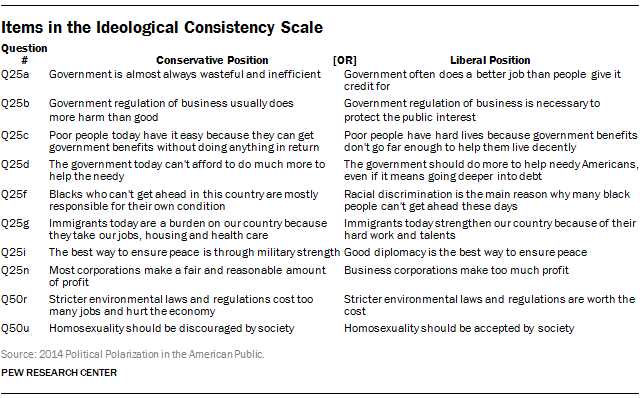 Items in the Ideological Consistency Scale
Question
# Conservative Position [OR] Liberal Position
Q25a Government is almost always wasteful and inefficient Government often does a better job than people give it
credit for
Q25b Government regulation of business usually does Government regulation of business is necessary to
more harm than good protect the public interest
Q25c Poor people today have it easy because they can get Poor people have hard lives because government benefits
government benefits without doing anything in return don't go far enough to help them live decently
Q25d The government today can't afford to do much more to The government should do more to help needy Americans,
help the needy even if it means going deeper into debt
Q25f Blacks who can't get ahead in this country are mostly Racial discrimination is the main reason why many black
responsible for their own condition people can't get ahead these days
Q25g Immigrants today are a burden on our country because Immigrants today strengthen our country because of their
they take our jobs, housing and health care hard work and talents
Q25i The best way to ensure peace is through military strength Good diplomacy is the best way to ensure peace
Q25n Most corporations make a fair and reasonable amount Business corporations make too much profit
of profit
Q50r Stricter environmental laws and regulations cost too Stricter environmental laws and regulations are worth the
many jobs and hurt the economy cost
Q50u Homosexuality should be discouraged by society Homosexuality should be accepted by society
Source: 2014 Political Polarization in the American Public.
PEW RESEARCH CENTER